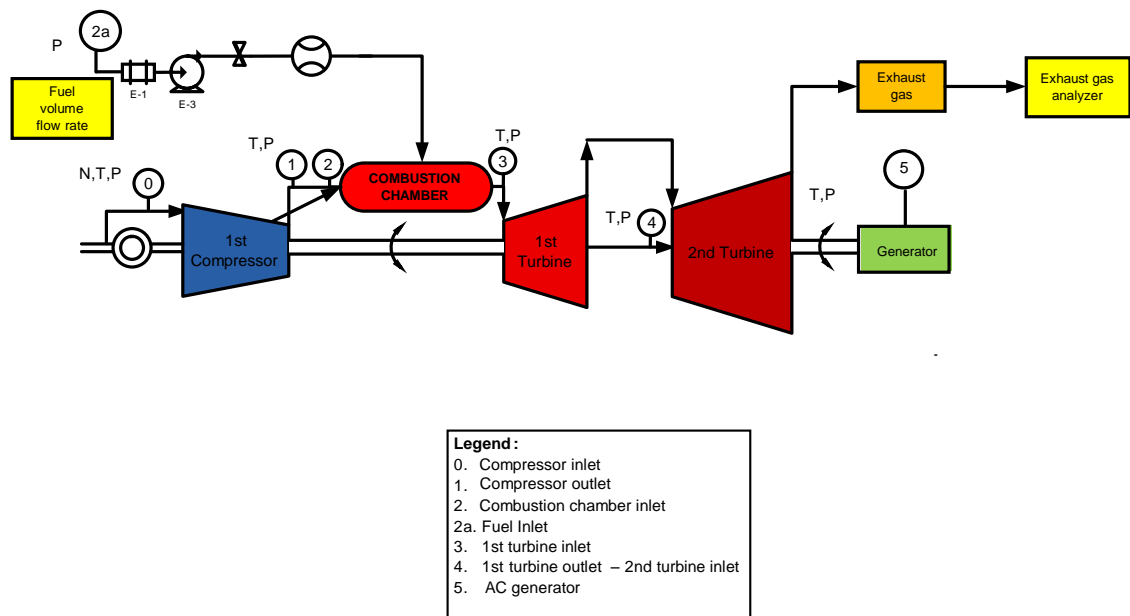 2a
P
E-1
E-3
Fuel
volume
flow rate
Exhaust
gas
Exhaust gas
analyzer
N,T,P
0
T,P
1
2
COMBUSTION
CHAMBER
T,P
3
5
1st
Compressor
1st
Turbine
T,P
4
2nd Turbine
T,P
Generator
-
Legend :
0. Compressor inlet
1. Compressor outlet
2. Combustion chamber inlet
2a. Fuel Inlet
3. 1st turbine inlet
4. 1st turbine outlet – 2nd turbine inlet
5. AC generator